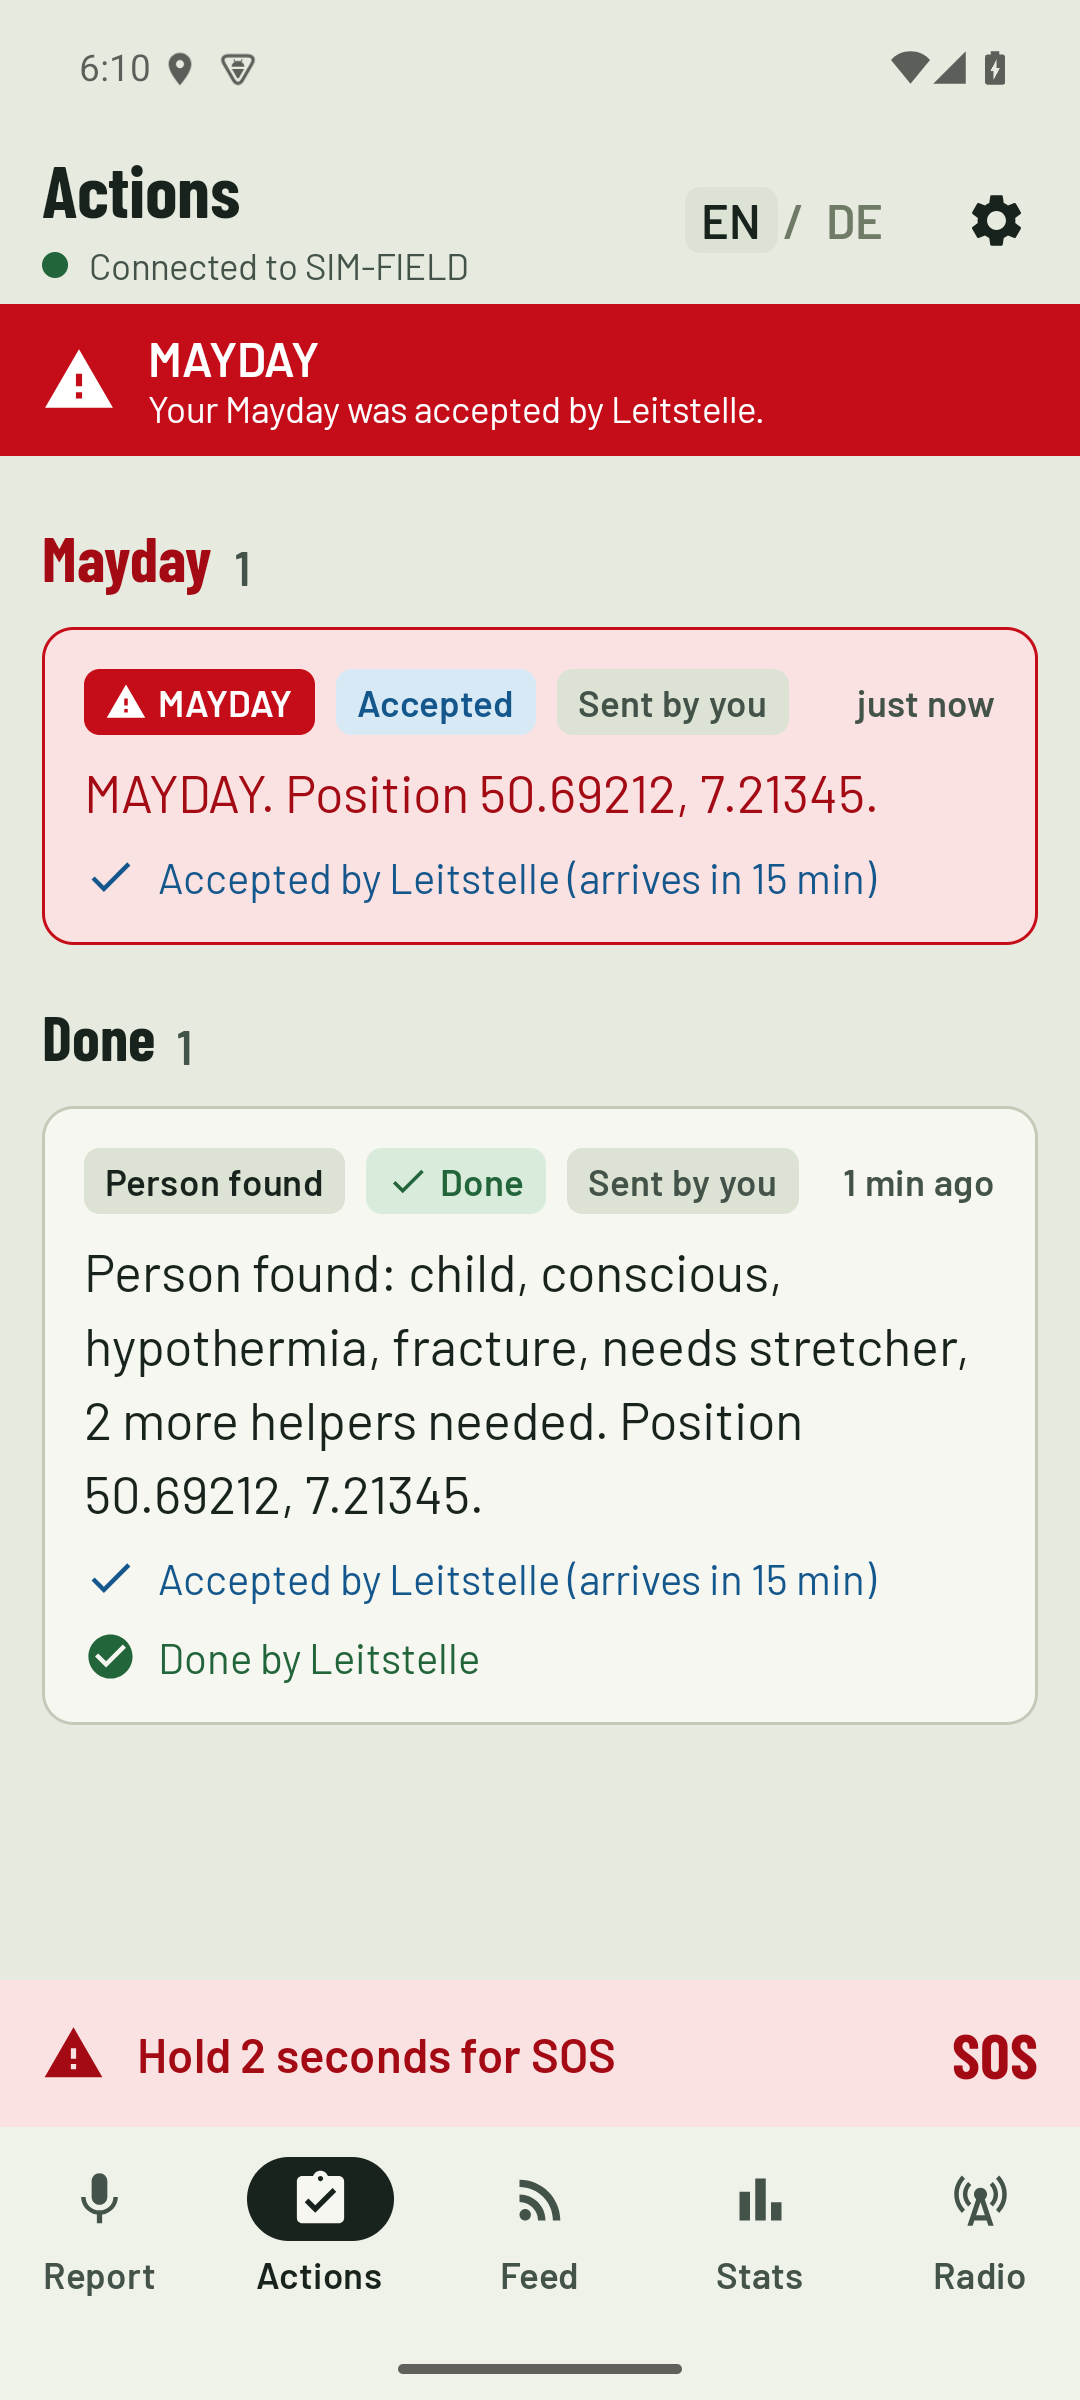 6:10
Actions
EN / DE
Connected to SIM-FIELD
MAYDAY
Your Mayday was accepted by Leitstelle.
Mayday 1
MAYDAY Accepted Sent by you just now
MAYDAY. Position 50.69212, 7.21345.
Accepted by Leitstelle (arrives in 15 min)
Done 1
Person found Done Sent by you 1 min ago
Person found: child, conscious,
hypothermia, fracture, needs stretcher,
2 more helpers needed. Position
50.69212, 7.21345.
Accepted by Leitstelle (arrives in 15 min)
Done by Leitstelle
Hold 2 seconds for SOS SOS
Report Actions Feed Stats Radio